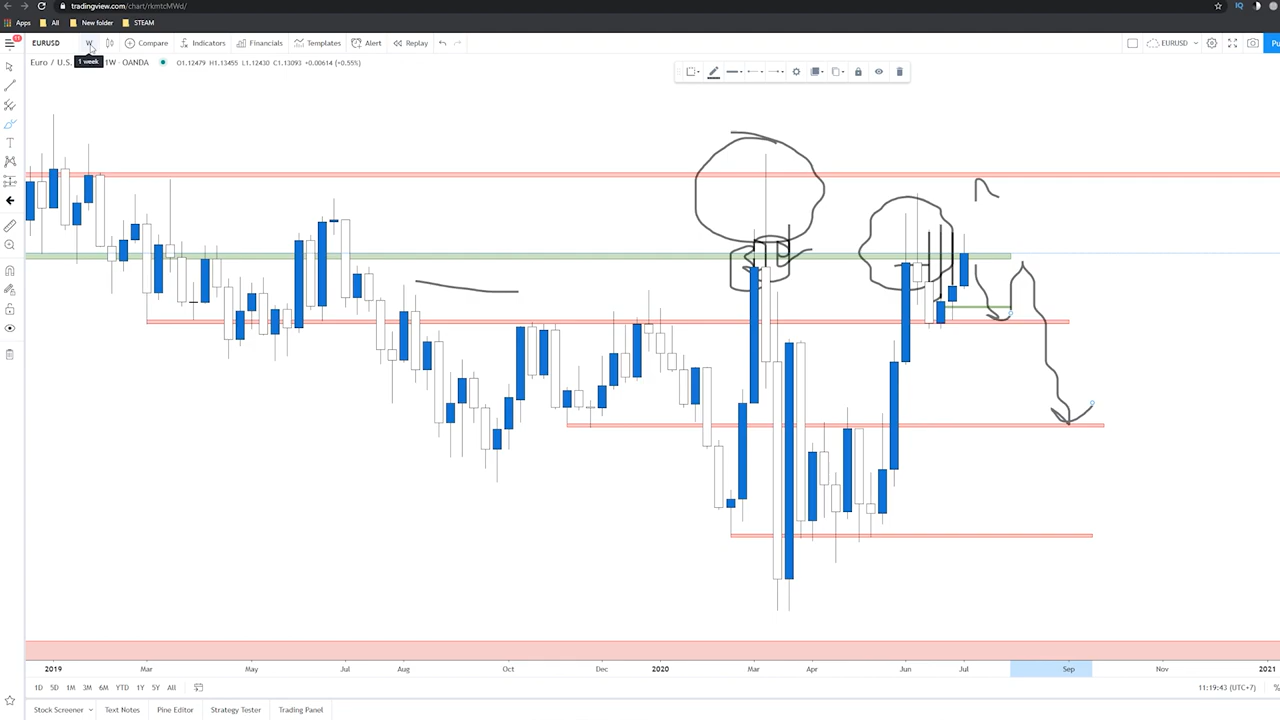 tradingview.com/chart/rkmtcMWd/
Apps All New folder STEAM
11
EURUSD W Compare Indicators Financials Templates Alert Replay EURUSD Pu
1 week
Euro / U.S. 1W · OANDA O1.12479 H1.13455 L1.12430 C1.13093 +0.00614 (+0.55%)
2019 Mar May Jul Aug Oct Dec 2020 Mar Apr Jun Jul Sep Nov 2021
1D 5D 1M 3M 6M YTD 1Y 5Y All 11:19:43 (UTC+7) %
Stock Screener Text Notes Pine Editor Strategy Tester Trading Panel